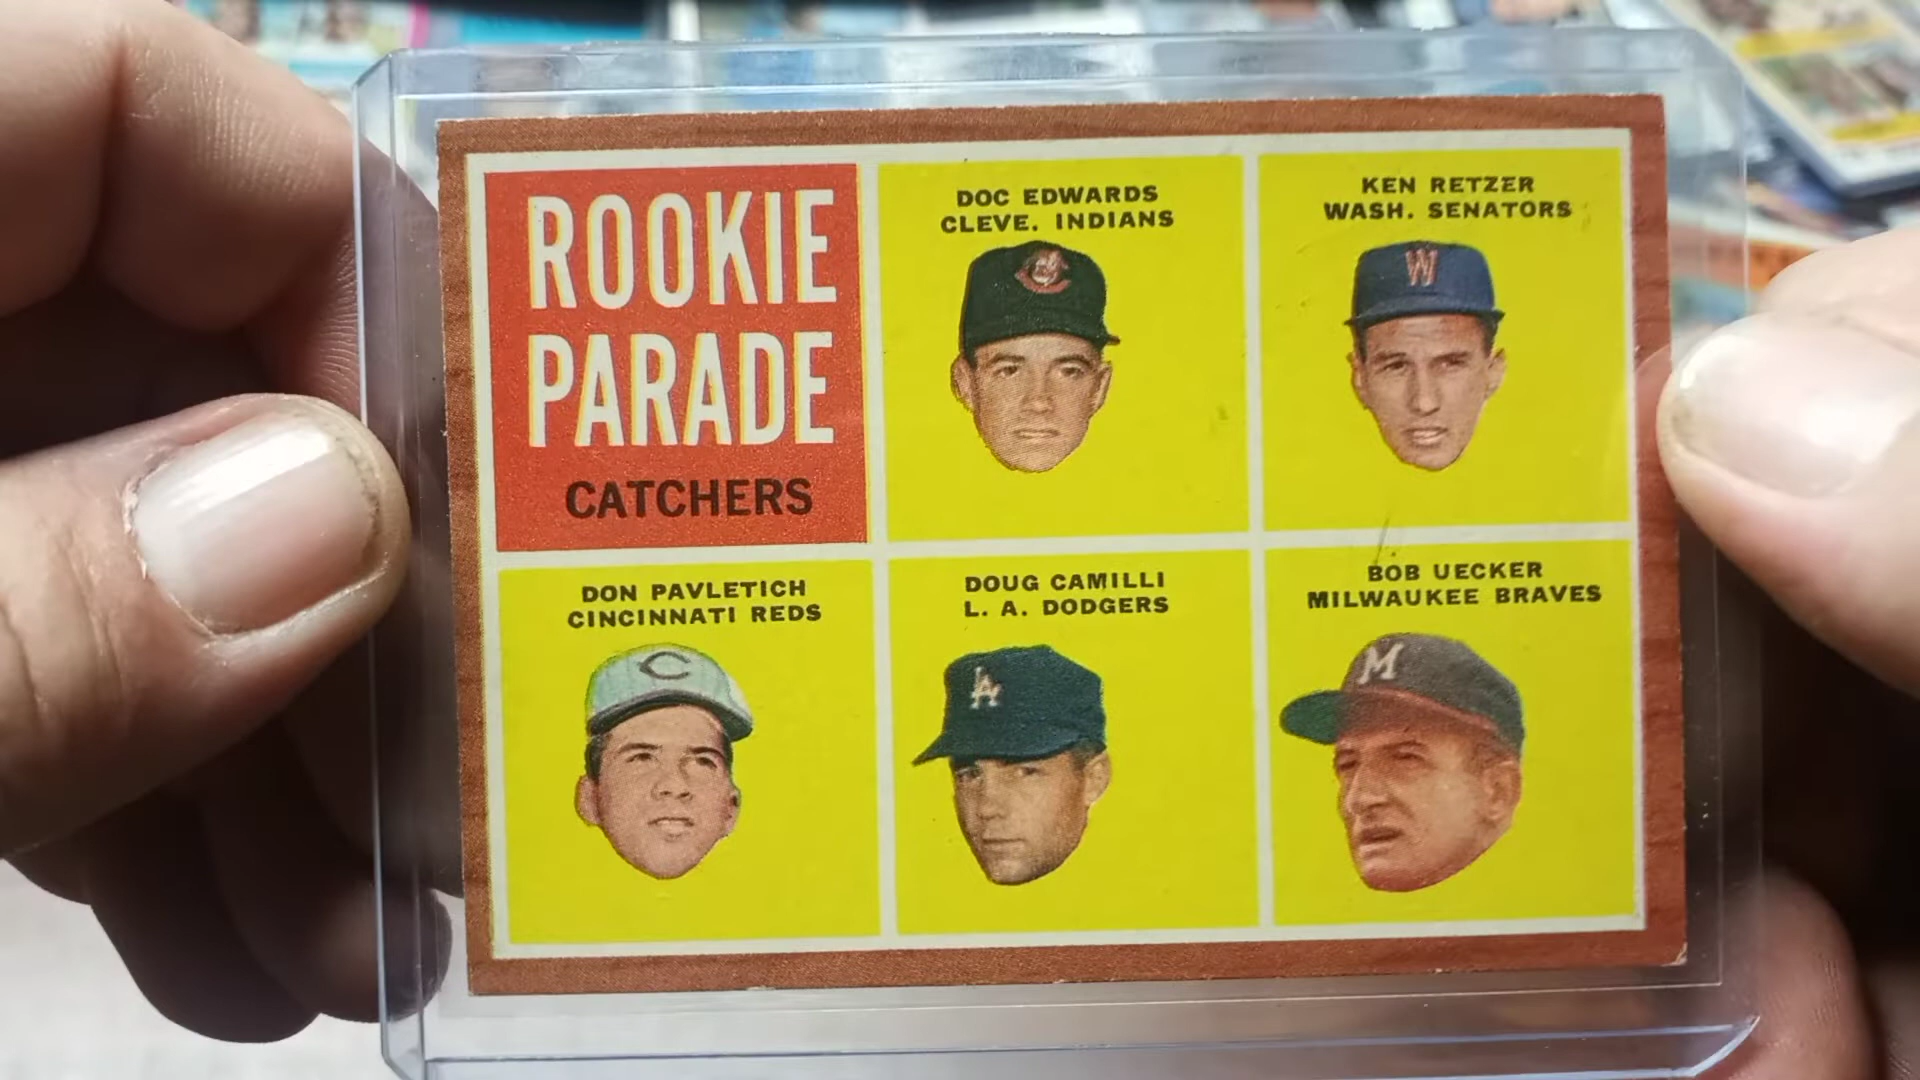 ROOKIE
PARADE
CATCHERS
DOC EDWARDS
CLEVE. INDIANS
KEN RETZER
WASH. SENATORS
W
DON PAVLETICH
CINCINNATI REDS
C
DOUG CAMILLI
L. A. DODGERS
LA
BOB UECKER
MILWAUKEE BRAVES
M